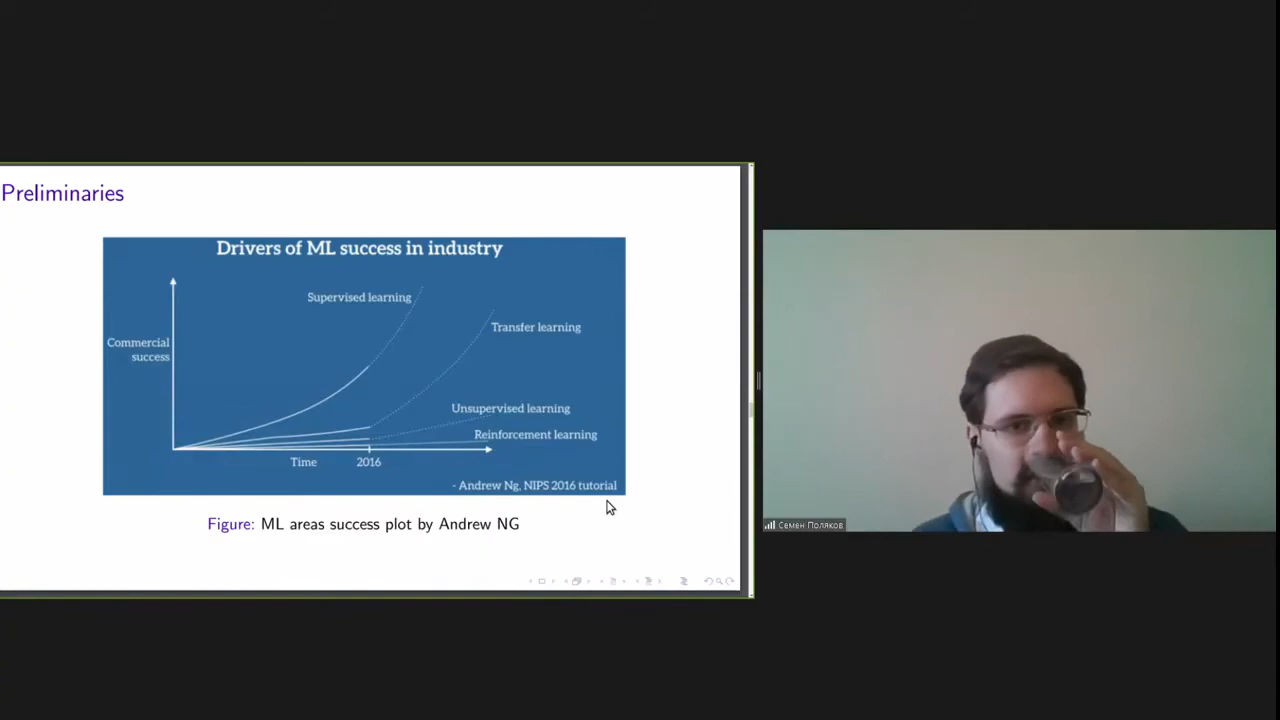 Preliminaries
Drivers of ML success in industry
Supervised learning
Transfer learning
Commercial
success
Unsupervised learning
Reinforcement learning
Time
2016
- Andrew Ng, NIPS 2016 tutorial
Figure: ML areas success plot by Andrew NG
Семен Поляков